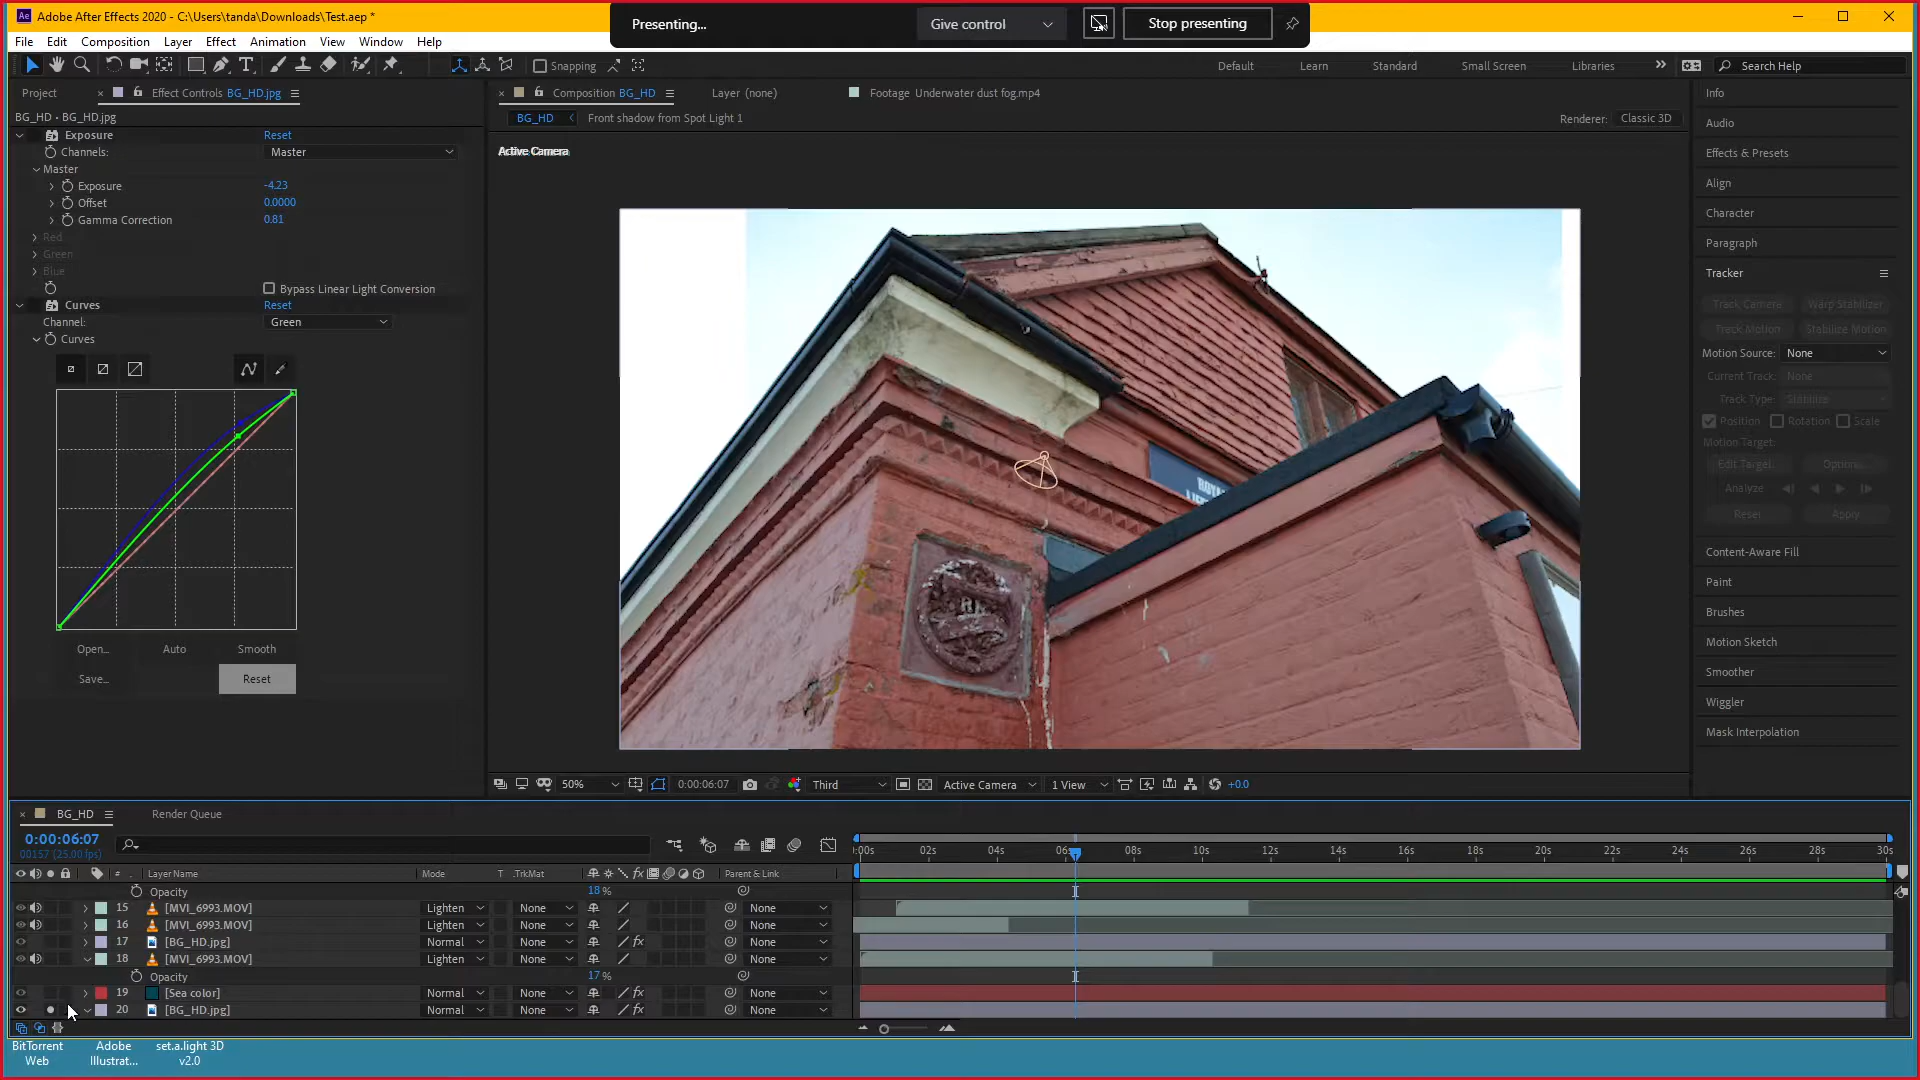 Adobe After Effects 2020 - C:\Users\tanda\Downloads\Test.aep *
Presenting...
Give control
Stop presenting
File Edit Composition Layer Effect Animation View Window Help
Snapping
Default Learn Standard Small Screen Libraries
Search Help
Project
Effect Controls BG_HD.jpg
Composition BG_HD
Layer (none)
Footage Underwater dust fog.mp4
BG_HD • BG_HD.jpg
BG_HD
Front shadow from Spot Light 1
Renderer: Classic 3D
Active Camera
Exposure Reset
Channels: Master
Master
Exposure -4.23
Offset 0.0000
Gamma Correction 0.81
Red
Green
Blue
Bypass Linear Light Conversion
Curves Reset
Channel: Green
Curves
Open... Auto Smooth
Save... Reset
Info
Audio
Effects & Presets
Align
Character
Paragraph
Tracker
Track Camera Warp Stabilizer
Track Motion Stabilize Motion
Motion Source: None
Current Track: None
Track Type: Stabilize
Position Rotation Scale
Motion Target:
Edit Target... Options...
Analyze
Reset Apply
Content-Aware Fill
Paint
Brushes
Motion Sketch
Smoother
Wiggler
Mask Interpolation
50% 0:00:06:07 Third Active Camera 1 View +0.0
BG_HD
Render Queue
0:00:06:07
00157 (25.00 fps)
:00s 02s 04s 06s 08s 10s 12s 14s 16s 18s 20s 22s 24s 26s 28s 30s
# Layer Name Mode T .TrkMat Parent & Link
Opacity 18 %
15 [MVI_6993.MOV] Lighten None None
16 [MVI_6993.MOV] Lighten None None
17 [BG_HD.jpg] Normal None None
18 [MVI_6993.MOV] Lighten None None
Opacity 17 %
19 [Sea color] Normal None None
20 [BG_HD.jpg] Normal None None
BitTorrent Web
Adobe Illustrat...
set.a.light 3D v2.0